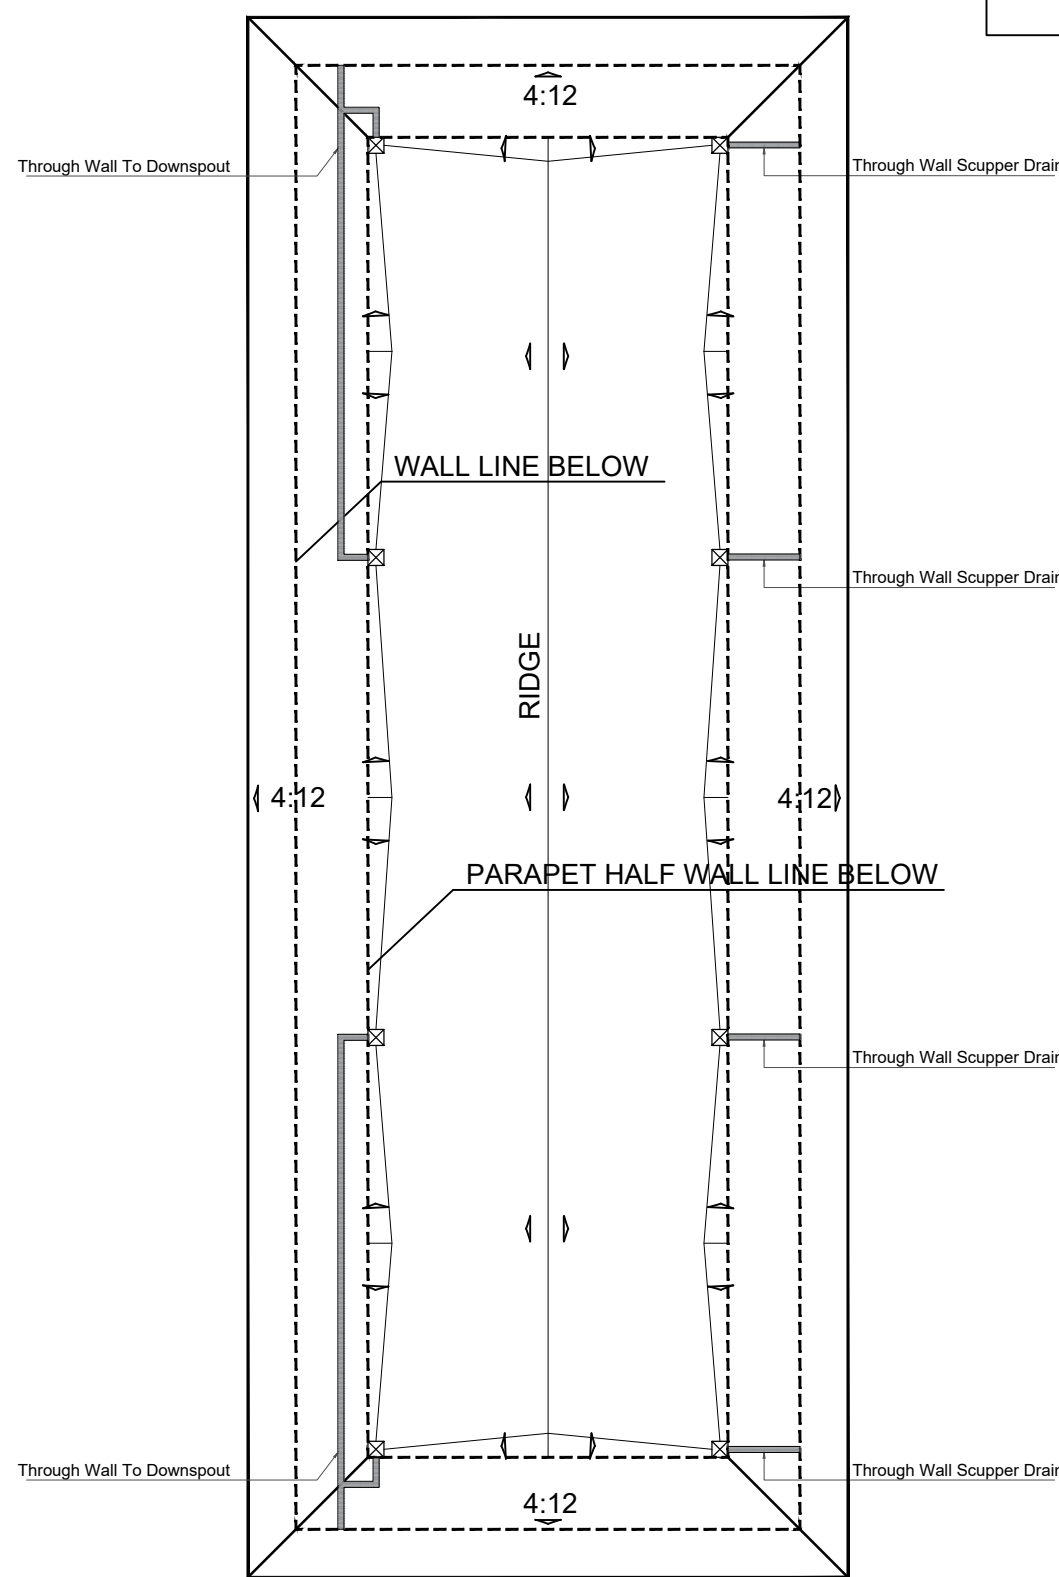 4:12
Through Wall To Downspout
Through Wall Scupper Drain
WALL LINE BELOW
Through Wall Scupper Drain
RIDGE
4:12
4:12
PARAPET HALF WALL LINE BELOW
Through Wall Scupper Drain
Through Wall To Downspout
Through Wall Scupper Drain
4:12